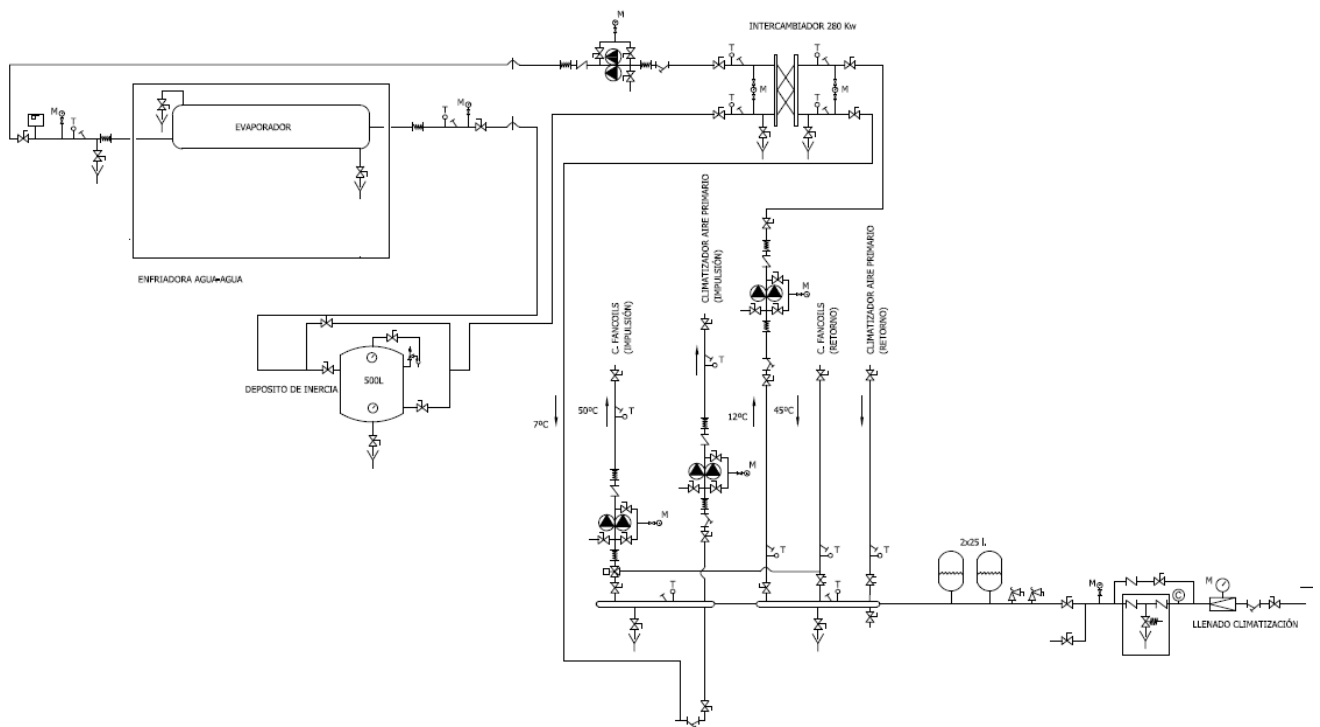 M
INTERCAMBIADOR 280 Kw
T
T
M
T
M
T
M
M
T
T
EVAPORADOR
ENFRIADORA AGUA-AGUA
CLIMATIZADOR AIRE PRIMARIO
(IMPULSIÓN)
CLIMATIZADOR AIRE PRIMARIO
(RETORNO)
M
C. FANCOILS
(IMPULSIÓN)
C. FANCOILS
(RETORNO)
T
500L
DEPOSITO DE INERCIA
7ºC
50ºC
T
12ºC
45ºC
M
M
2x25 l.
T
T
T
T
T
M
M
C
LLENADO CLIMATIZACIÓN